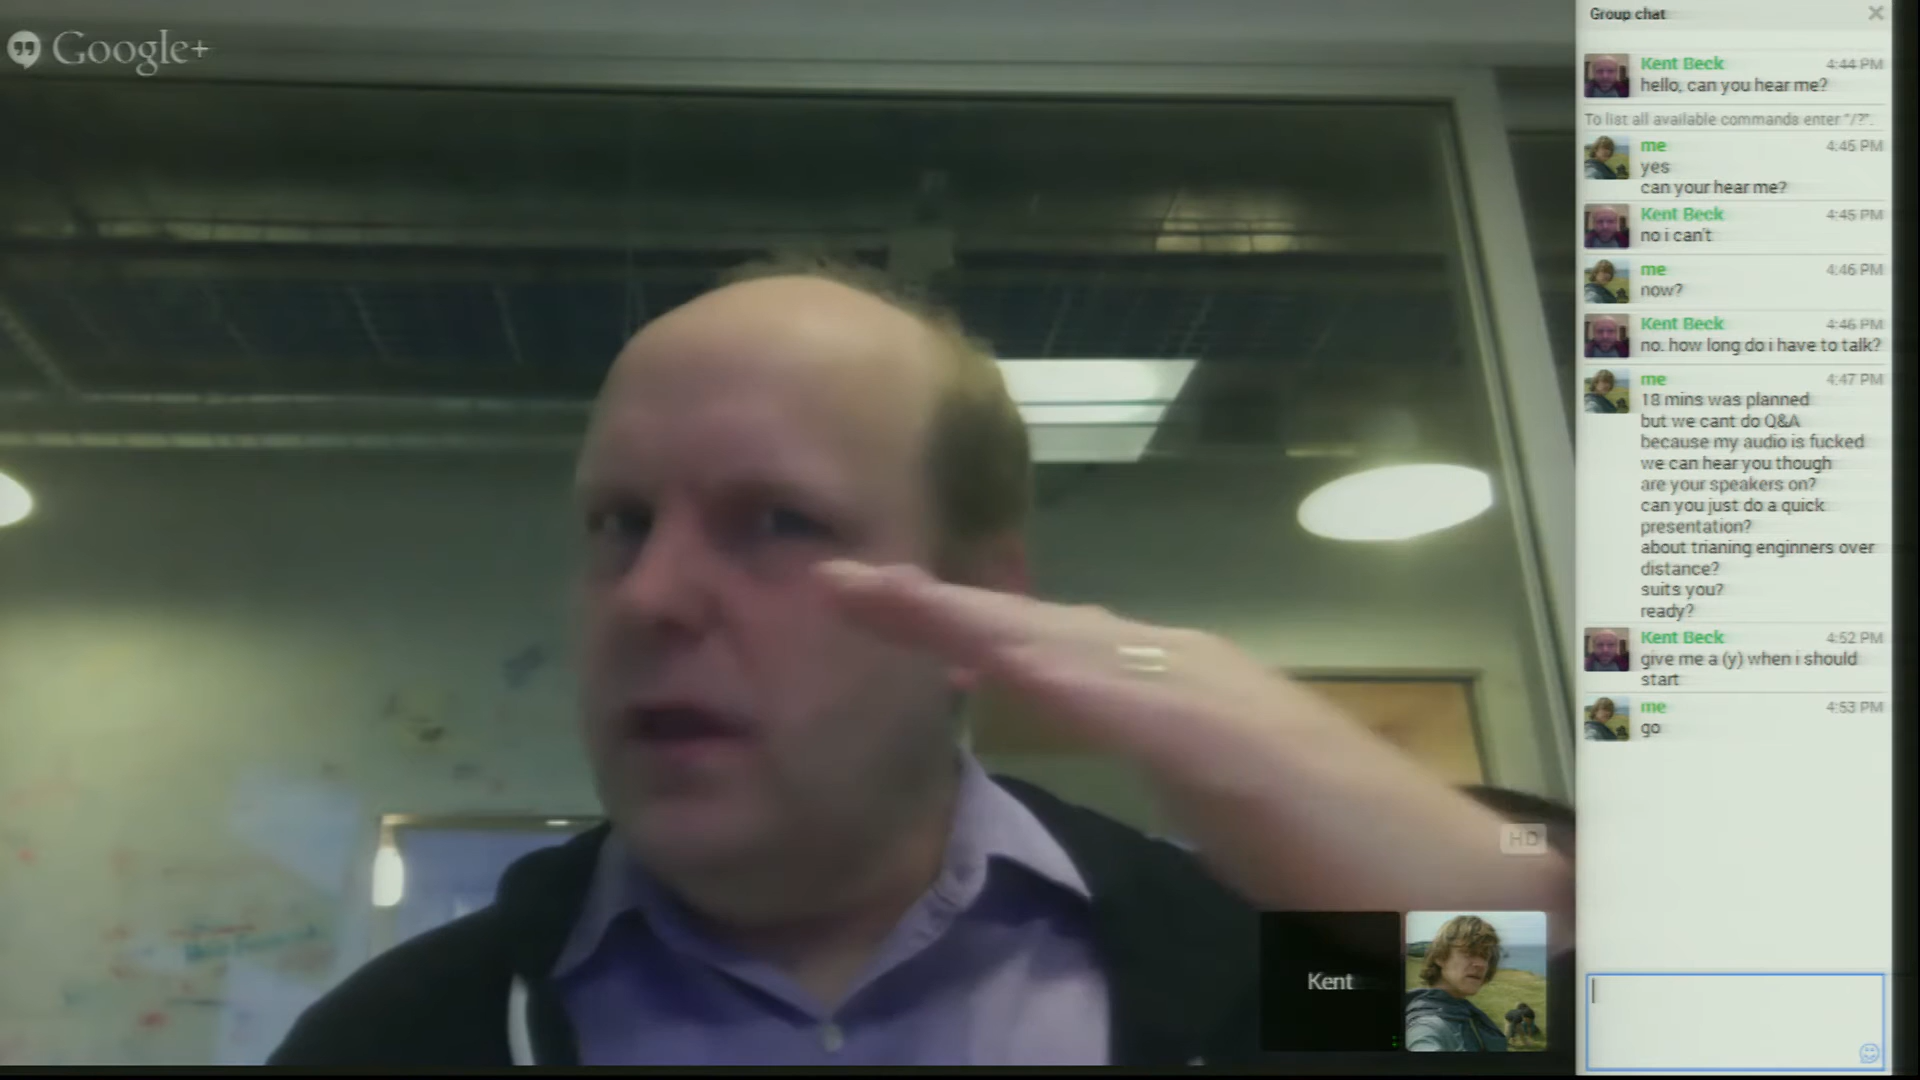 Google+
Group chat
Kent Beck 4:44 PM
hello, can you hear me?
To list all available commands enter "/?".
me 4:45 PM
yes
can your hear me?
Kent Beck 4:45 PM
no i can't
me 4:46 PM
now?
Kent Beck 4:46 PM
no. how long do i have to talk?
me 4:47 PM
18 mins was planned
but we cant do Q&A
because my audio is fucked
we can hear you though
are your speakers on?
can you just do a quick
presentation?
about trianing enginners over
distance?
suits you?
ready?
Kent Beck 4:52 PM
give me a (y) when i should
start
me 4:53 PM
go
HD
Kent